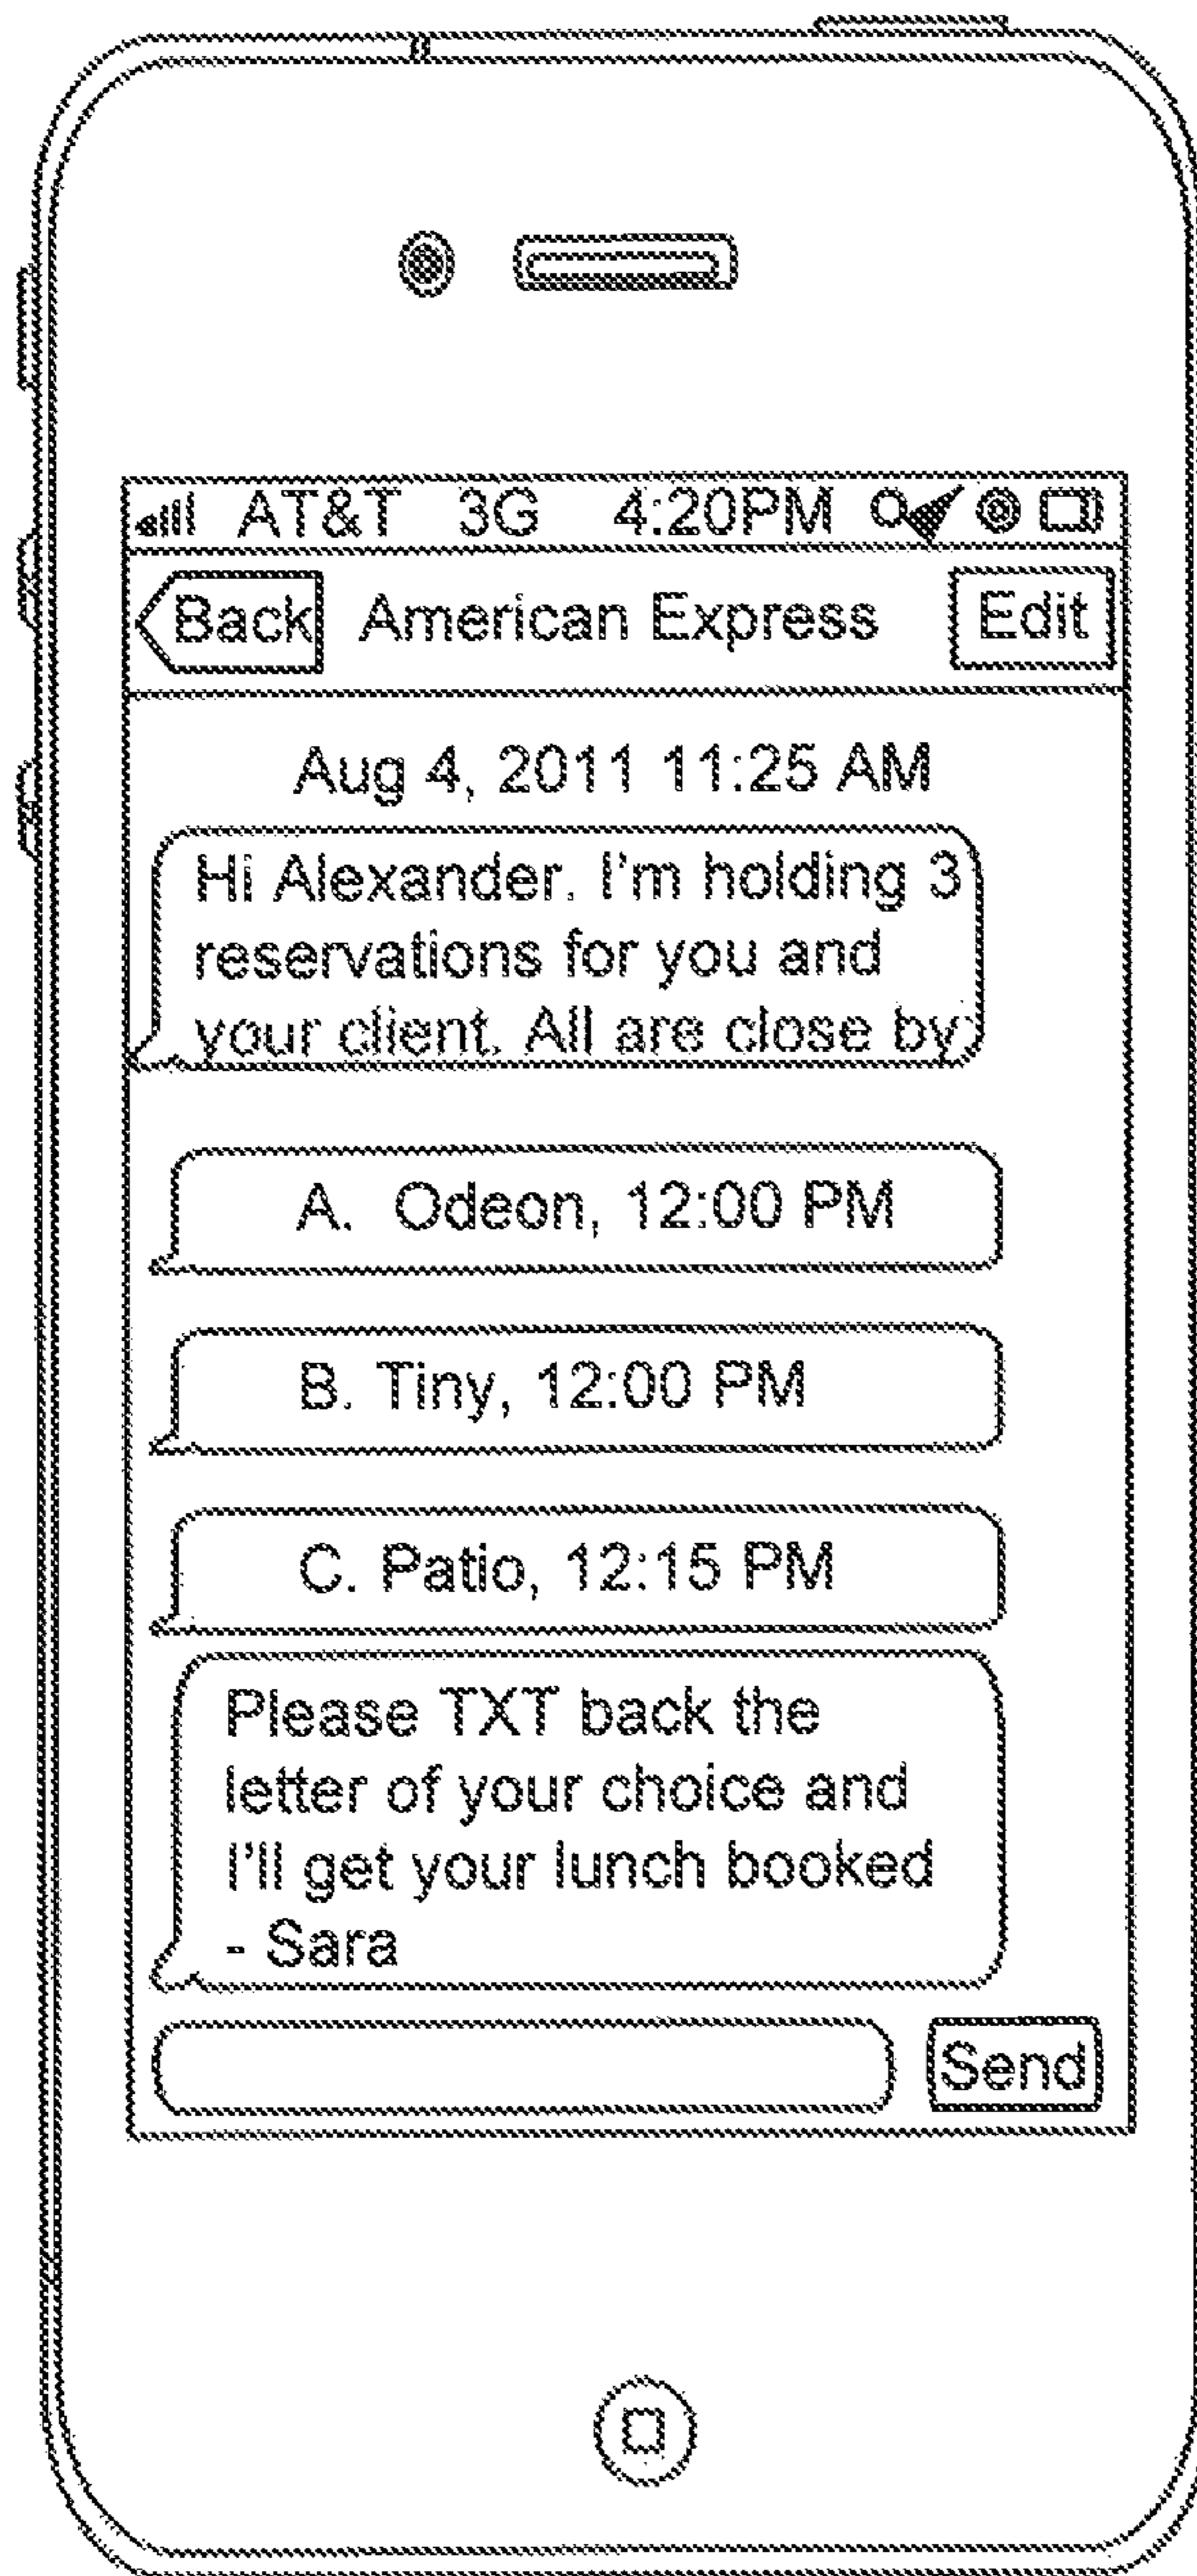 AT&T 3G 4:20PM
Back American Express Edit
Aug 4, 2011 11:25 AM
Hi Alexander. I'm holding 3
reservations for you and
your client. All are close by:
A. Odeon, 12:00 PM
B. Tiny, 12:00 PM
C. Patio, 12:15 PM
Please TXT back the
letter of your choice and
I'll get your lunch booked
- Sara
Send